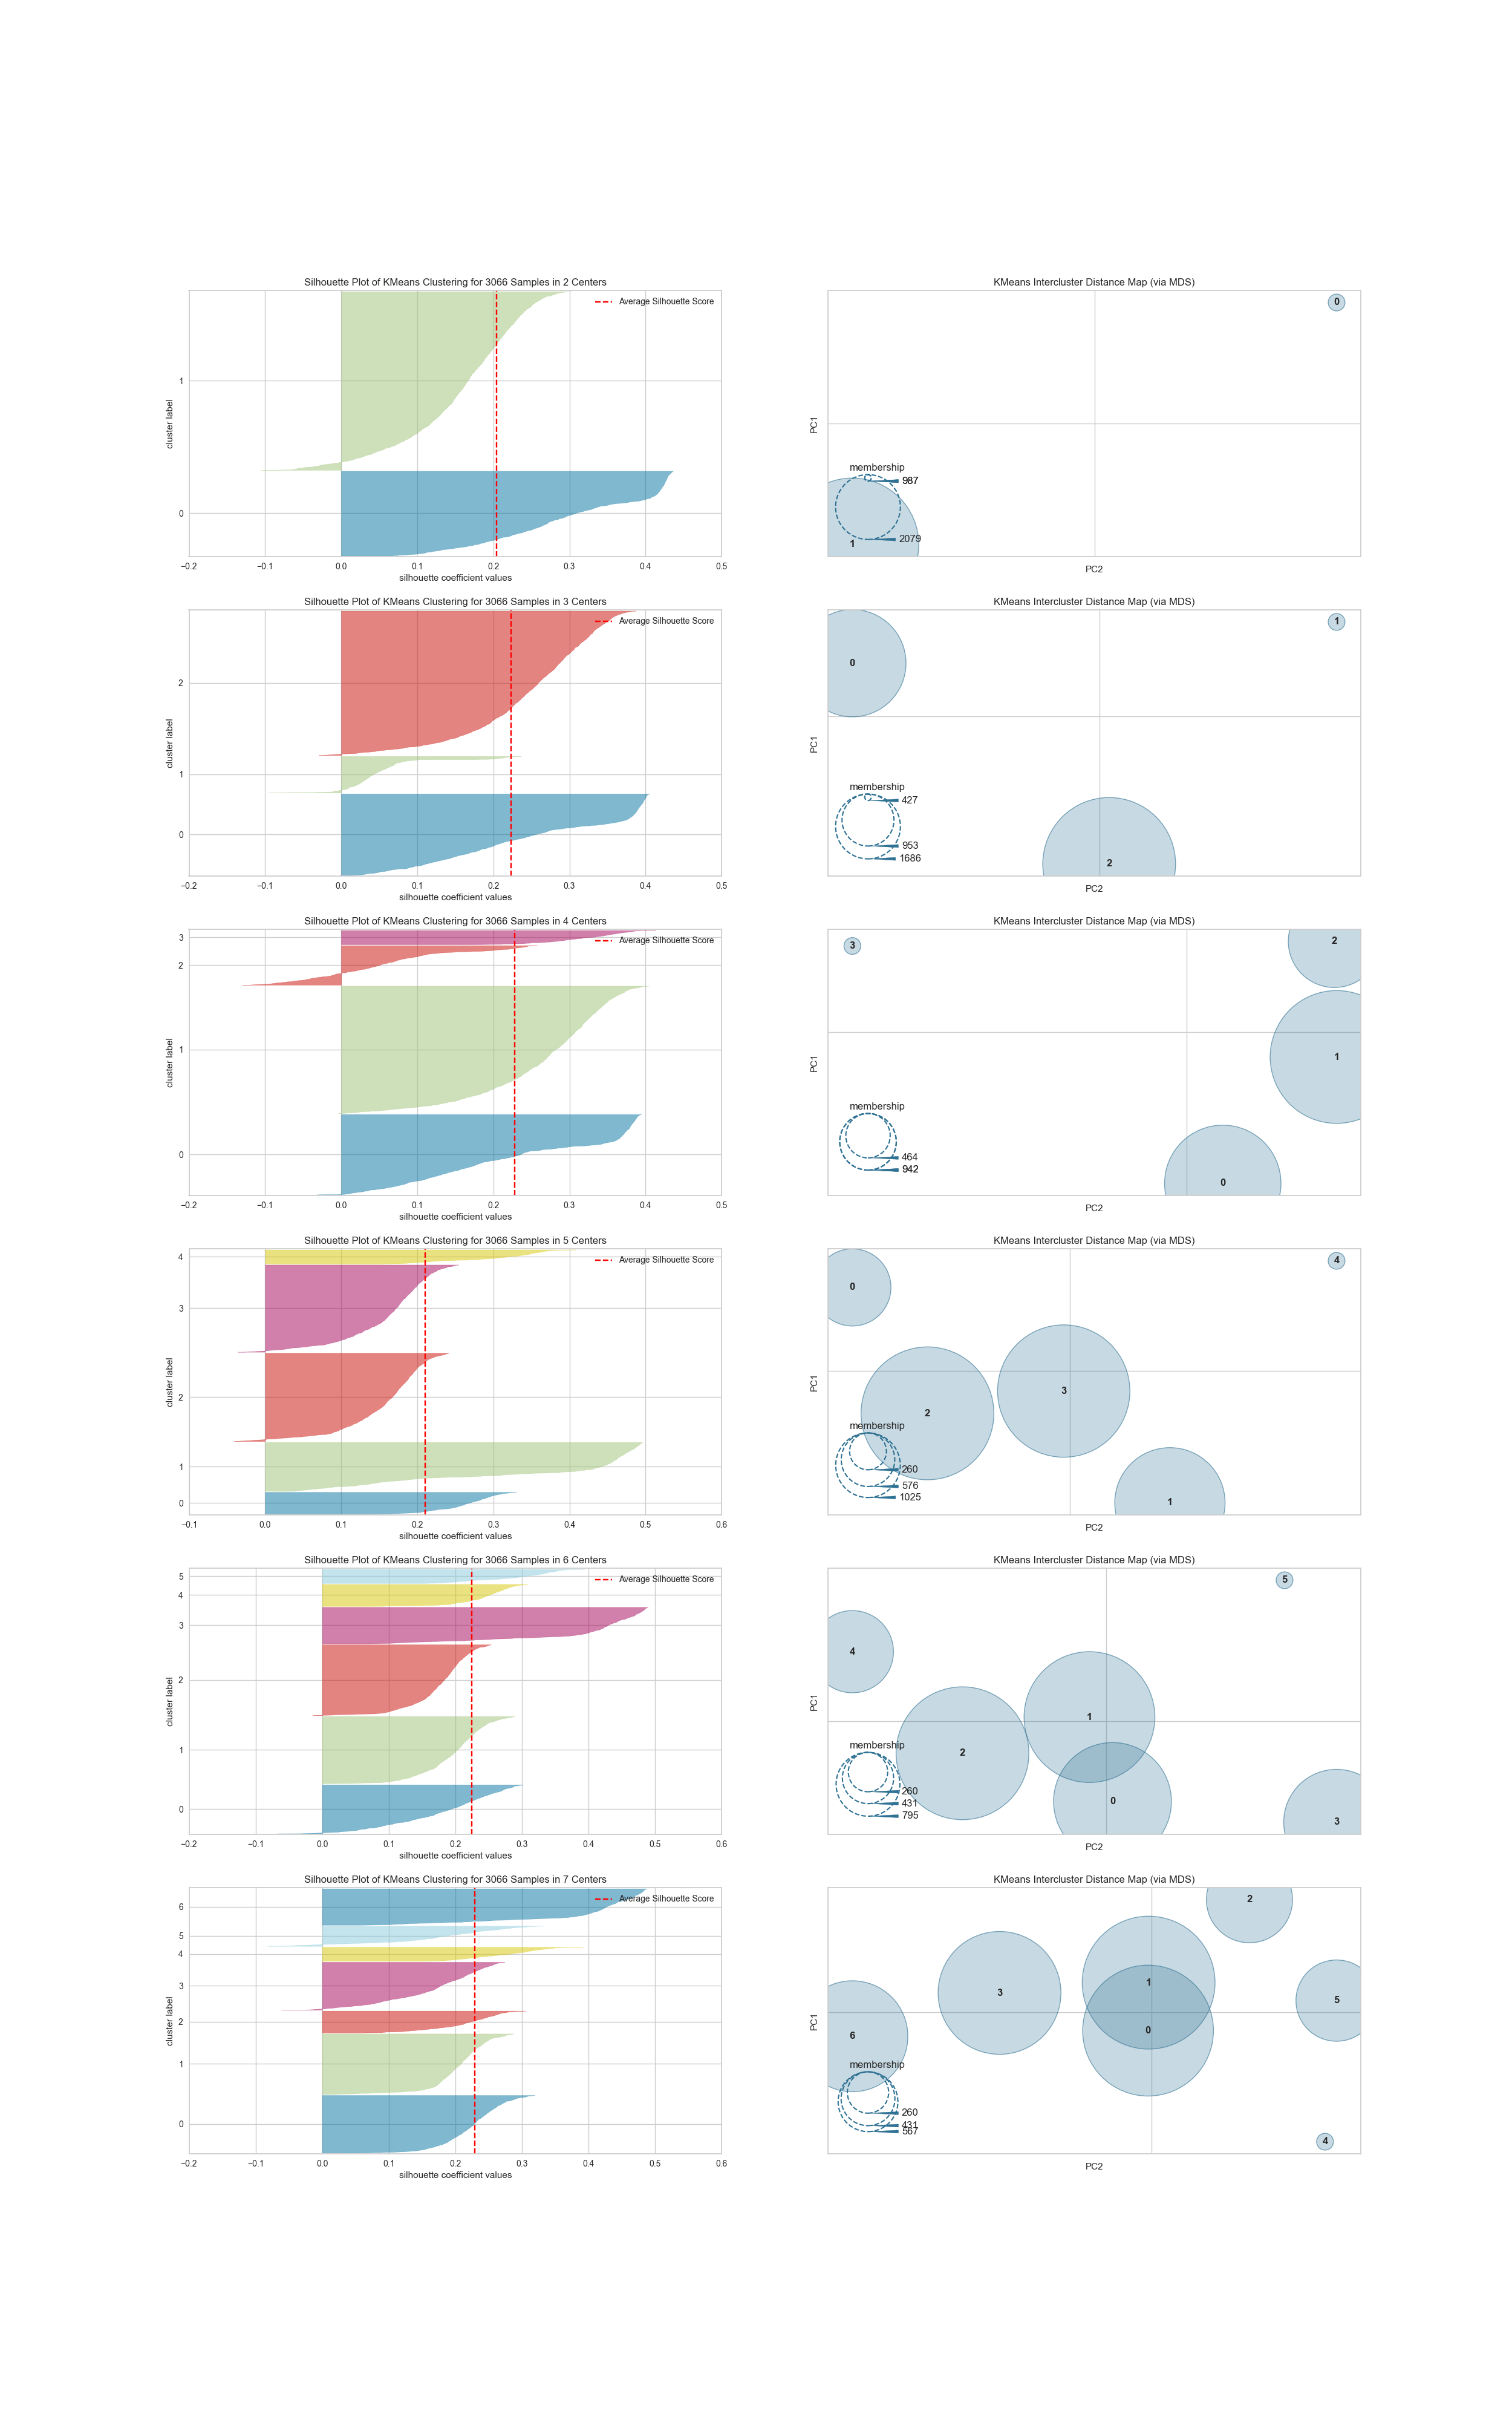 Silhouette Plot of KMeans Clustering for 3066 Samples in 2 Centers
Average Silhouette Score
cluster label
1
0
−0.2 −0.1 0.0 0.1 0.2 0.3 0.4 0.5
silhouette coefficient values
KMeans Intercluster Distance Map (via MDS)
0
PC1
membership
987
2079
1
PC2
Silhouette Plot of KMeans Clustering for 3066 Samples in 3 Centers
Average Silhouette Score
cluster label
2
1
0
−0.2 −0.1 0.0 0.1 0.2 0.3 0.4 0.5
silhouette coefficient values
KMeans Intercluster Distance Map (via MDS)
1
0
PC1
membership
427
953
1686
2
PC2
Silhouette Plot of KMeans Clustering for 3066 Samples in 4 Centers
Average Silhouette Score
cluster label
3
2
1
0
−0.2 −0.1 0.0 0.1 0.2 0.3 0.4 0.5
silhouette coefficient values
KMeans Intercluster Distance Map (via MDS)
2
3
1
PC1
membership
464
942
0
PC2
Silhouette Plot of KMeans Clustering for 3066 Samples in 5 Centers
Average Silhouette Score
cluster label
4
3
2
1
0
−0.1 0.0 0.1 0.2 0.3 0.4 0.5 0.6
silhouette coefficient values
KMeans Intercluster Distance Map (via MDS)
4
0
PC1
3
2
membership
260
576
1025
1
PC2
Silhouette Plot of KMeans Clustering for 3066 Samples in 6 Centers
Average Silhouette Score
cluster label
5
4
3
2
1
0
−0.2 −0.1 0.0 0.1 0.2 0.3 0.4 0.5 0.6
silhouette coefficient values
KMeans Intercluster Distance Map (via MDS)
5
4
PC1
1
2
membership
260
431
795
0
3
PC2
Silhouette Plot of KMeans Clustering for 3066 Samples in 7 Centers
Average Silhouette Score
cluster label
6
5
4
3
2
1
0
−0.2 −0.1 0.0 0.1 0.2 0.3 0.4 0.5 0.6
silhouette coefficient values
KMeans Intercluster Distance Map (via MDS)
2
1
3
5
PC1
0
6
membership
260
431
567
4
PC2